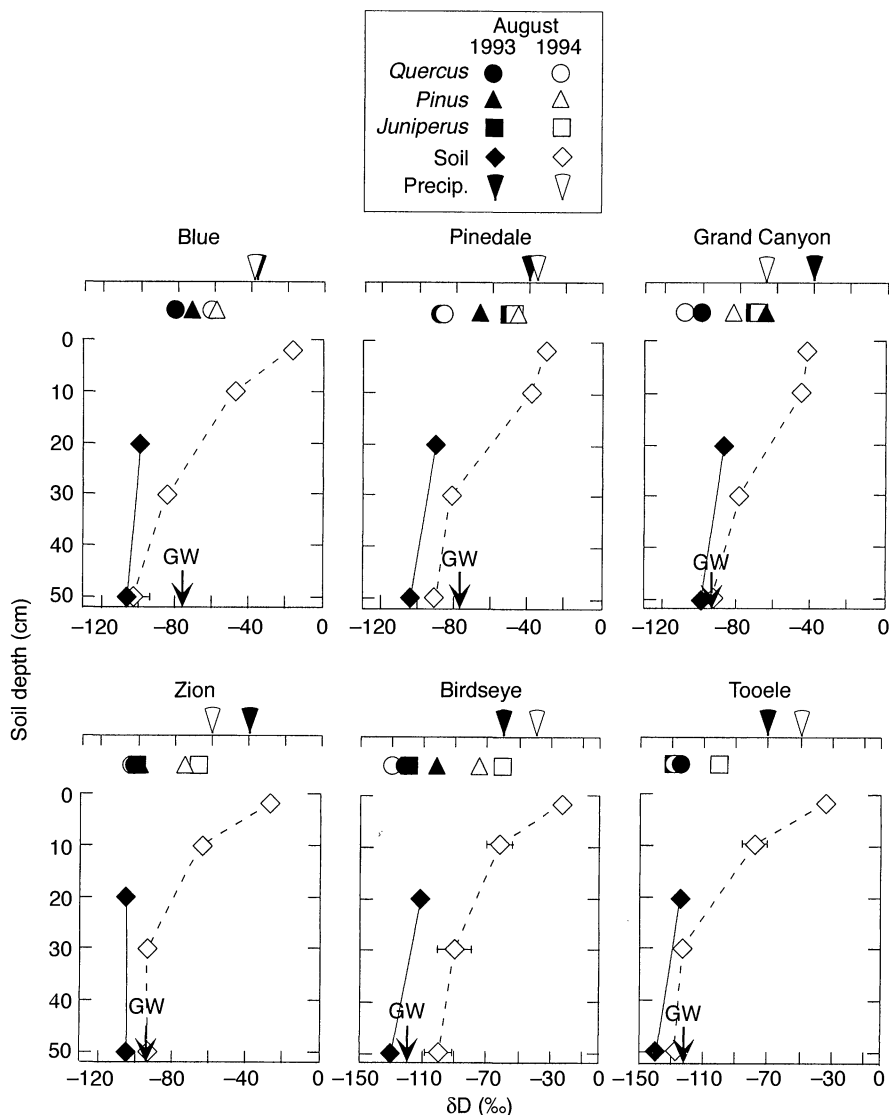 August
1993 1994
Quercus
Pinus
Juniperus
Soil
Precip.
Blue Pinedale Grand Canyon
0
10
20
30
40
50
GW GW GW
−120 −80 −40 0 −120 −80 −40 0 −120 −80 −40 0
Soil depth (cm)
Zion Birdseye Tooele
0
10
20
30
40
50
GW GW GW
−120 −80 −40 0 −150 −110 −70 −30 −150 −110 −70 −30
δD (‰)